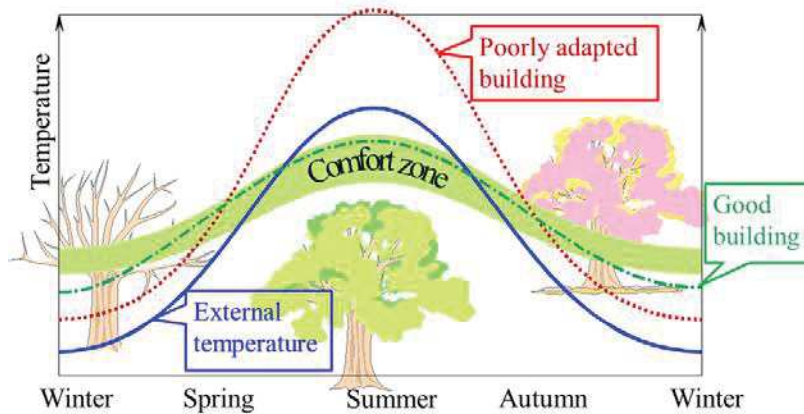 Temperature
Poorly adapted
building
Comfort zone
Good
building
External
temperature
Winter
Spring
Summer
Autumn
Winter